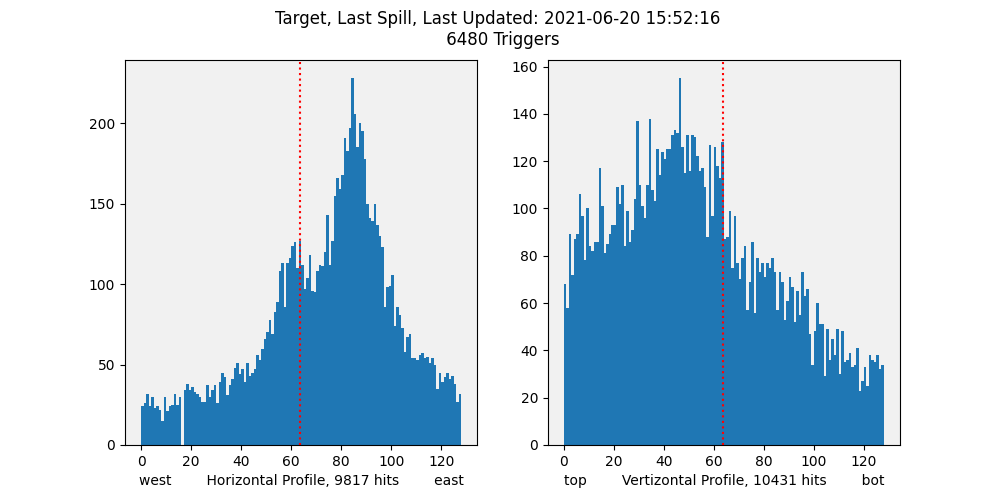 Target, Last Spill, Last Updated: 2021-06-20 15:52:16
6480 Triggers
200
150
100
50
0
0 20 40 60 80 100 120
west Horizontal Profile, 9817 hits east
160
140
120
100
80
60
40
20
0
0 20 40 60 80 100 120
top Vertizontal Profile, 10431 hits bot